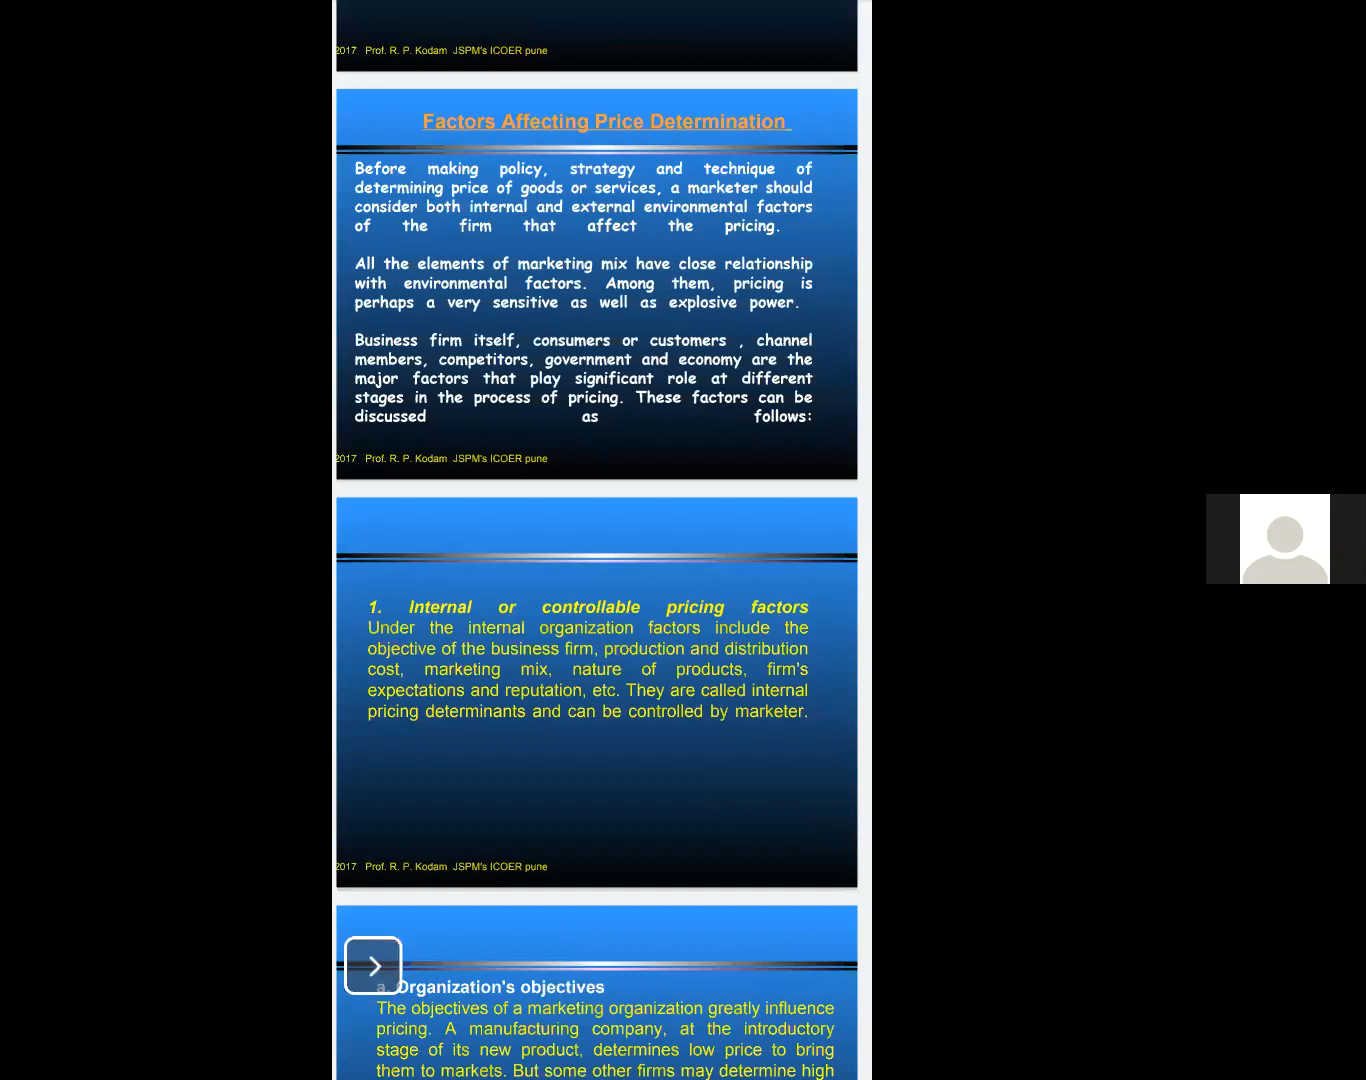 2017 Prof. R. P. Kodam JSPM's ICOER pune
Factors Affecting Price Determination
Before making policy, strategy and technique of
determining price of goods or services, a marketer should
consider both internal and external environmental factors
of the firm that affect the pricing.
All the elements of marketing mix have close relationship
with environmental factors. Among them, pricing is
perhaps a very sensitive as well as explosive power.
Business firm itself, consumers or customers , channel
members, competitors, government and economy are the
major factors that play significant role at different
stages in the process of pricing. These factors can be
discussed as follows:
2017 Prof. R. P. Kodam JSPM's ICOER pune
1. Internal or controllable pricing factors
Under the internal organization factors include the
objective of the business firm, production and distribution
cost, marketing mix, nature of products, firm's
expectations and reputation, etc. They are called internal
pricing determinants and can be controlled by marketer.
2017 Prof. R. P. Kodam JSPM's ICOER pune
a. Organization's objectives
The objectives of a marketing organization greatly influence
pricing. A manufacturing company, at the introductory
stage of its new product, determines low price to bring
them to markets. But some other firms may determine high